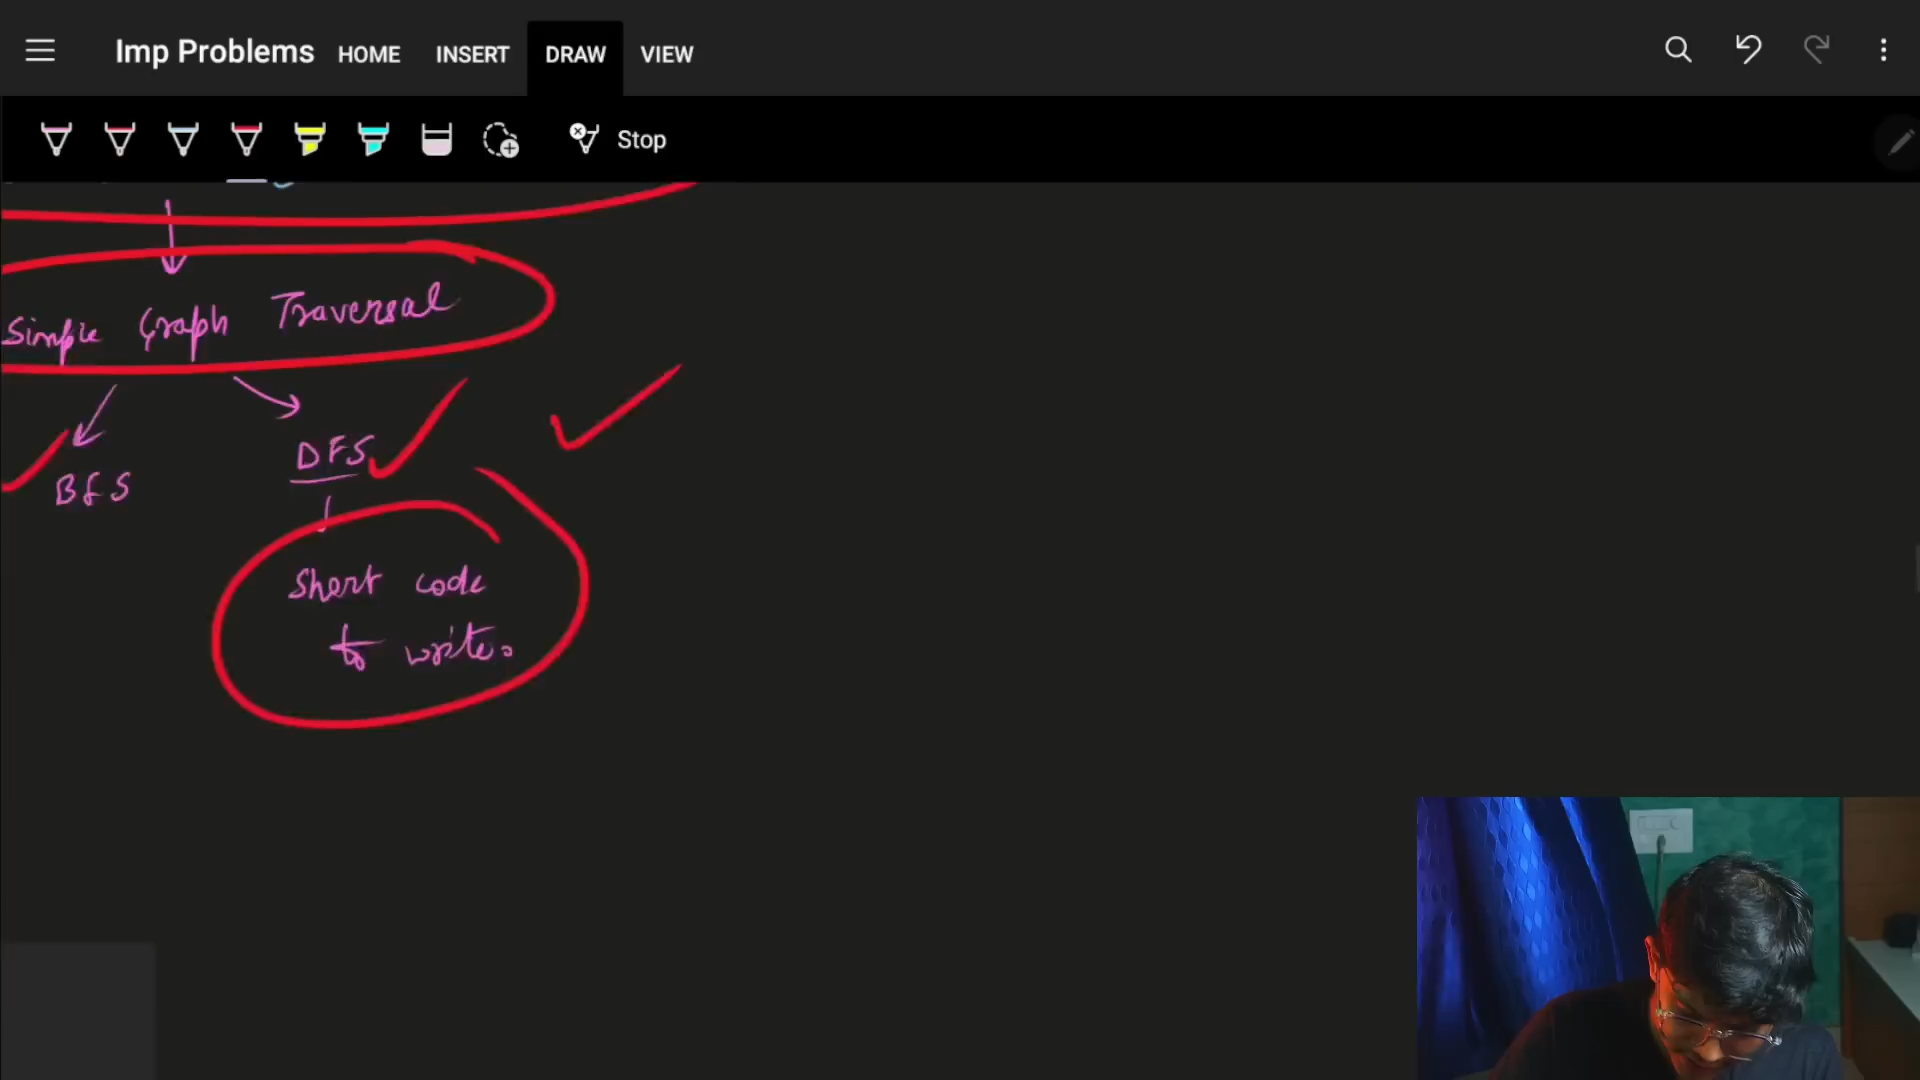 Imp Problems HOME INSERT DRAW VIEW
Stop
Simple Graph Traversal
DFS
BFS
Short code
to write.